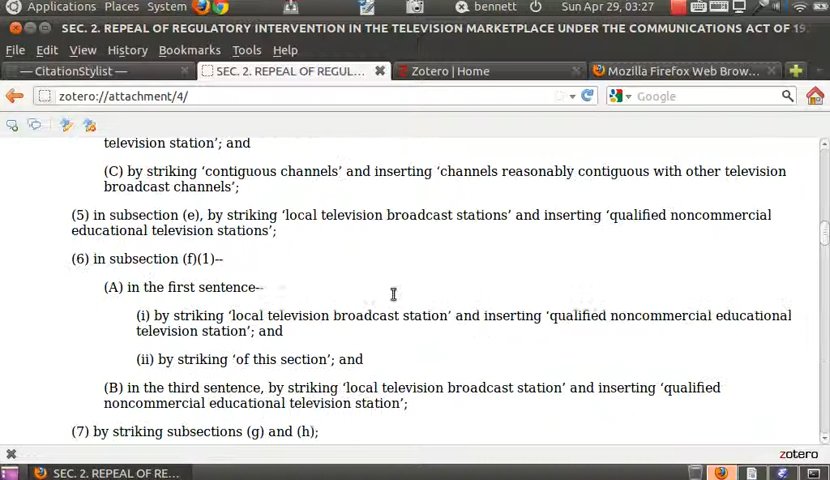 Applications Places System bennett Sun Apr 29, 03:27
SEC. 2. REPEAL OF REGULATORY INTERVENTION IN THE TELEVISION MARKETPLACE UNDER THE COMMUNICATIONS ACT OF 19
File Edit View History Bookmarks Tools Help
— CitationStylist — SEC. 2. REPEAL OF REGUL... Zotero | Home Mozilla Firefox Web Brow...
zotero://attachment/4/ Google
television station’; and
(C) by striking ‘contiguous channels’ and inserting ‘channels reasonably contiguous with other television
broadcast channels’;
(5) in subsection (e), by striking ‘local television broadcast stations’ and inserting ‘qualified noncommercial
educational television stations’;
(6) in subsection (f)(1)--
(A) in the first sentence--
(i) by striking ‘local television broadcast station’ and inserting ‘qualified noncommercial educational
television station’; and
(ii) by striking ‘of this section’; and
(B) in the third sentence, by striking ‘local television broadcast station’ and inserting ‘qualified
noncommercial educational television station’;
(7) by striking subsections (g) and (h);
zotero
SEC. 2. REPEAL OF RE...